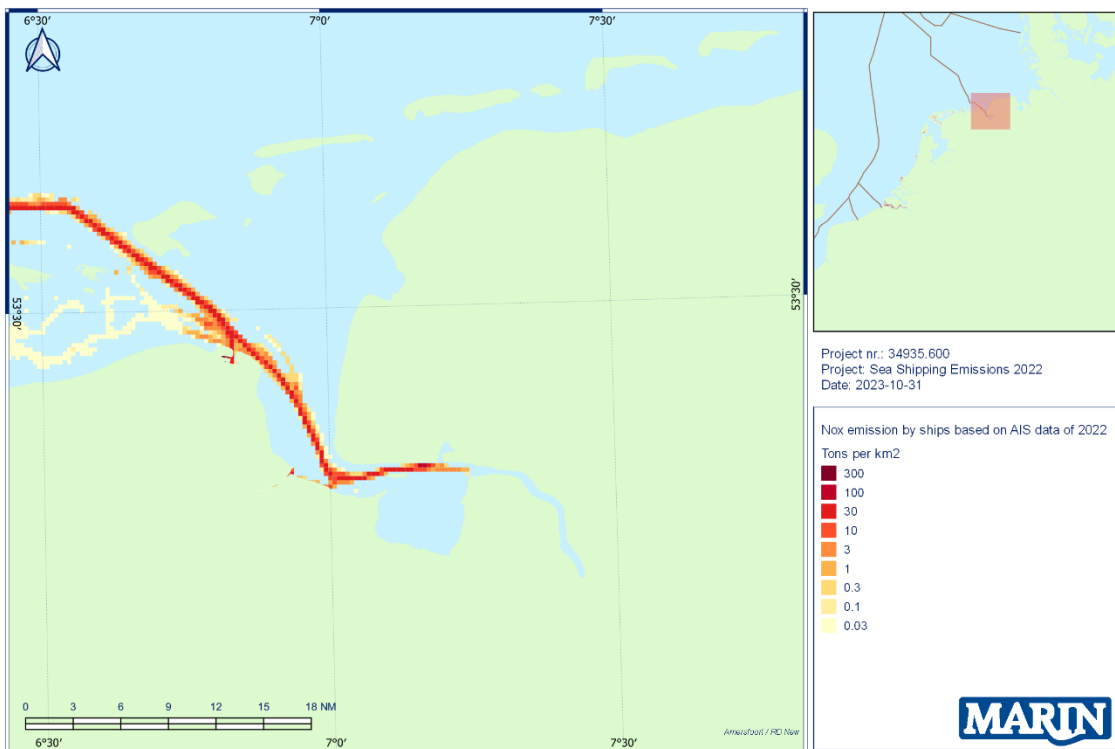 6°30'
7°0'
7°30'
53°30'
53°30'
0 3 6 9 12 15 18 NM
Amersfoort / RD New
6°30'
7°0'
7°30'
Project nr.: 34935.600
Project: Sea Shipping Emissions 2022
Date: 2023-10-31
Nox emission by ships based on AIS data of 2022
Tons per km2
300
100
30
10
3
1
0.3
0.1
0.03
MARIN